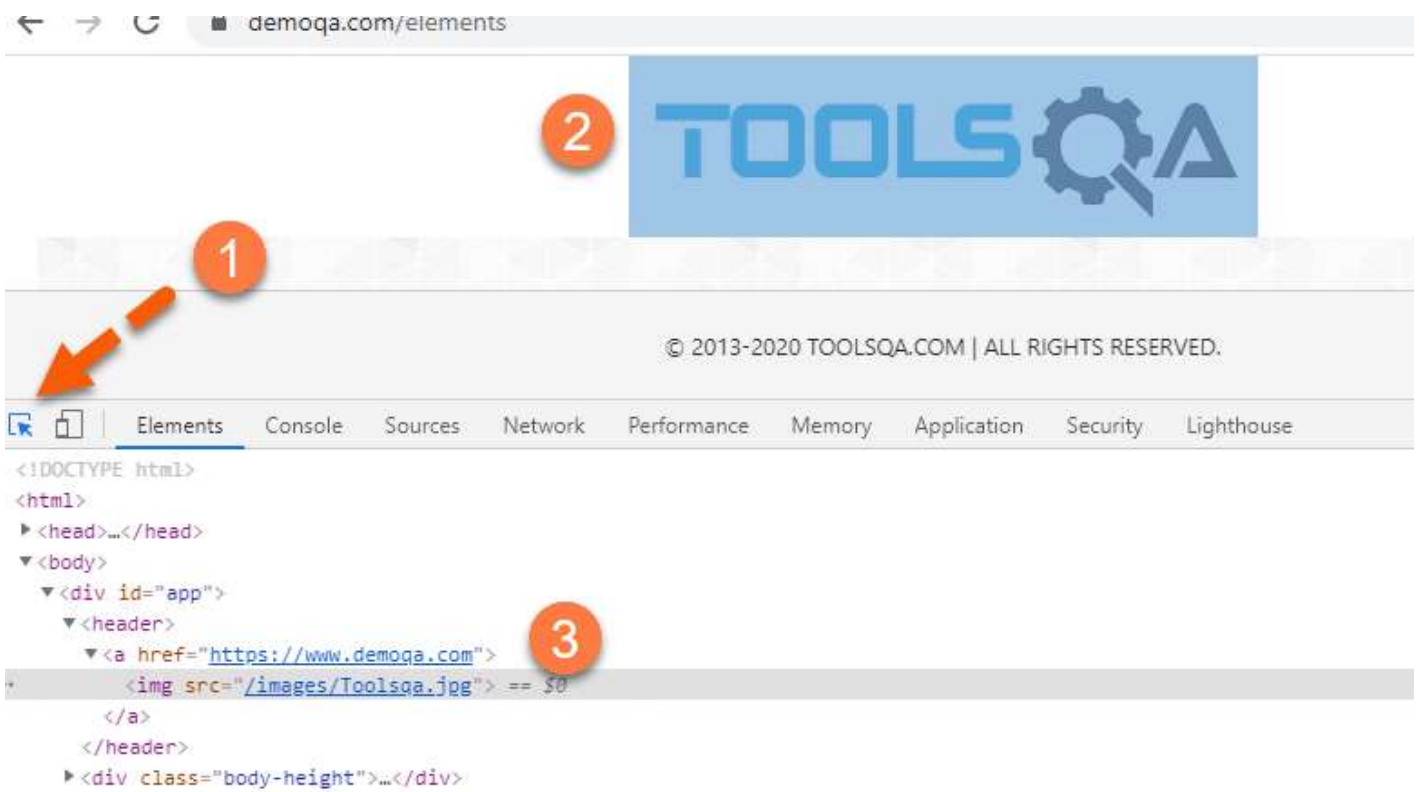 demoqa.com/elements
2
TOOLSQA
1
© 2013-2020 TOOLSQA.COM | ALL RIGHTS RESERVED.
Elements Console Sources Network Performance Memory Application Security Lighthouse
<!DOCTYPE html>
<html>
<head>…</head>
<body>
<div id="app">
<header>
<a href="https://www.demoqa.com">
3
<img src="/images/Toolsqa.jpg"> == $0
</a>
</header>
<div class="body-height">…</div>